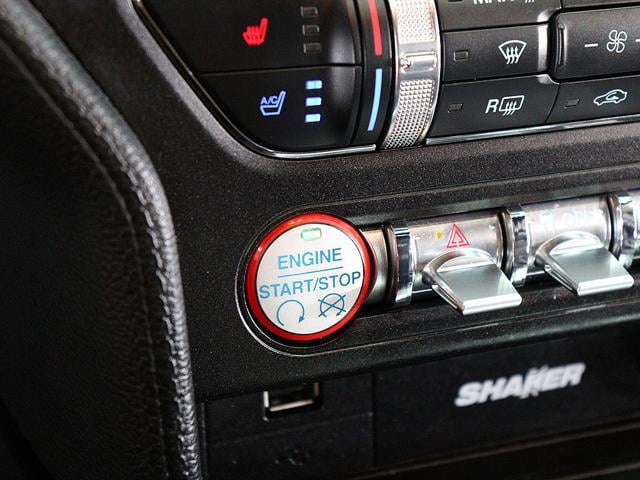 A/C
R
ENGINE
START/STOP
SHAKER